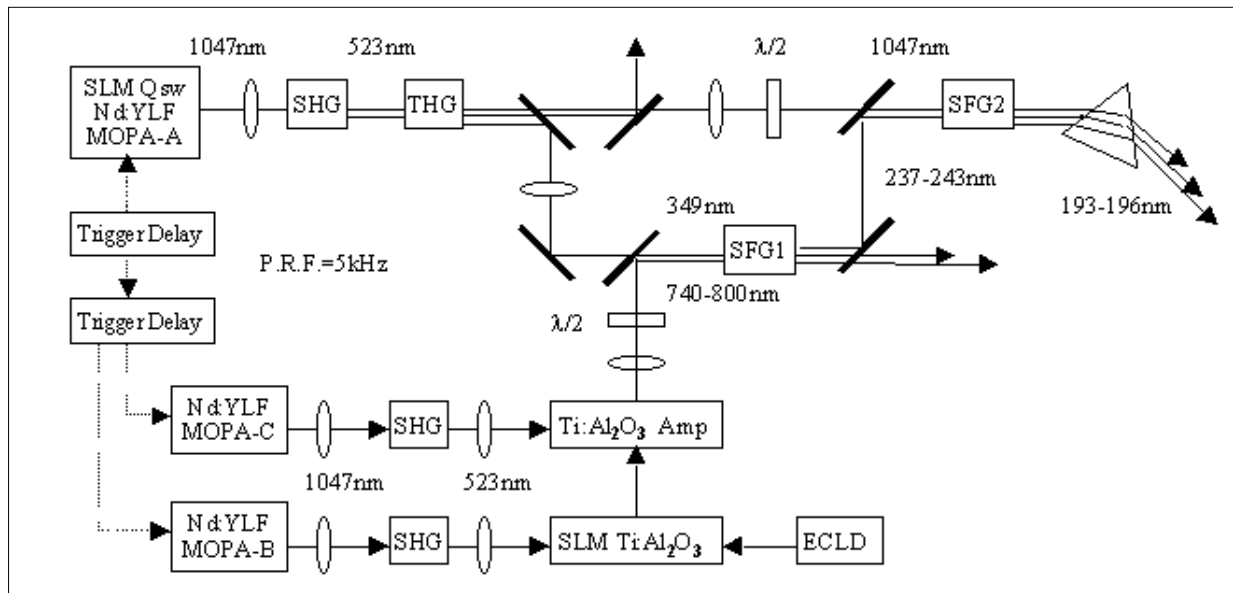 1047nm
523nm
λ/2
1047nm
SLM Qsw
Nd:YLF
MOPA-A
SHG
THG
SFG2
237-243nm
193-196nm
Trigger Delay
349nm
SFG1
P.R.F.=5kHz
740-800nm
Trigger Delay
λ/2
Nd:YLF
MOPA-C
SHG
Ti:Al₂O₃ Amp
1047nm
523nm
Nd:YLF
MOPA-B
SHG
SLM Ti:Al₂O₃
ECLD